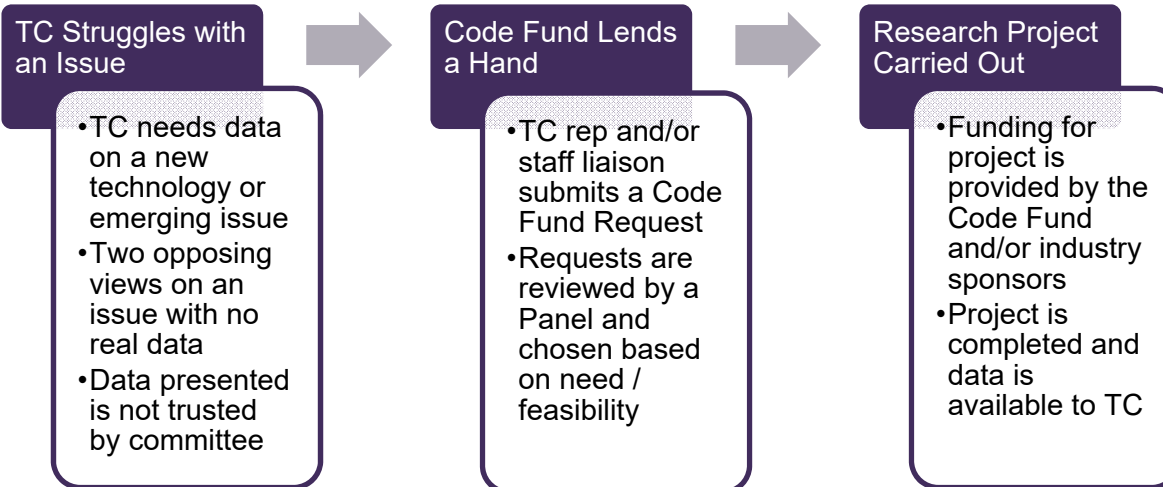 TC Struggles with
an Issue
•TC needs data
on a new
technology or
emerging issue
•Two opposing
views on an
issue with no
real data
•Data presented
is not trusted
by committee
Code Fund Lends
a Hand
•TC rep and/or
staff liaison
submits a Code
Fund Request
•Requests are
reviewed by a
Panel and
chosen based
on need /
feasibility
Research Project
Carried Out
•Funding for
project is
provided by the
Code Fund
and/or industry
sponsors
•Project is
completed and
data is
available to TC